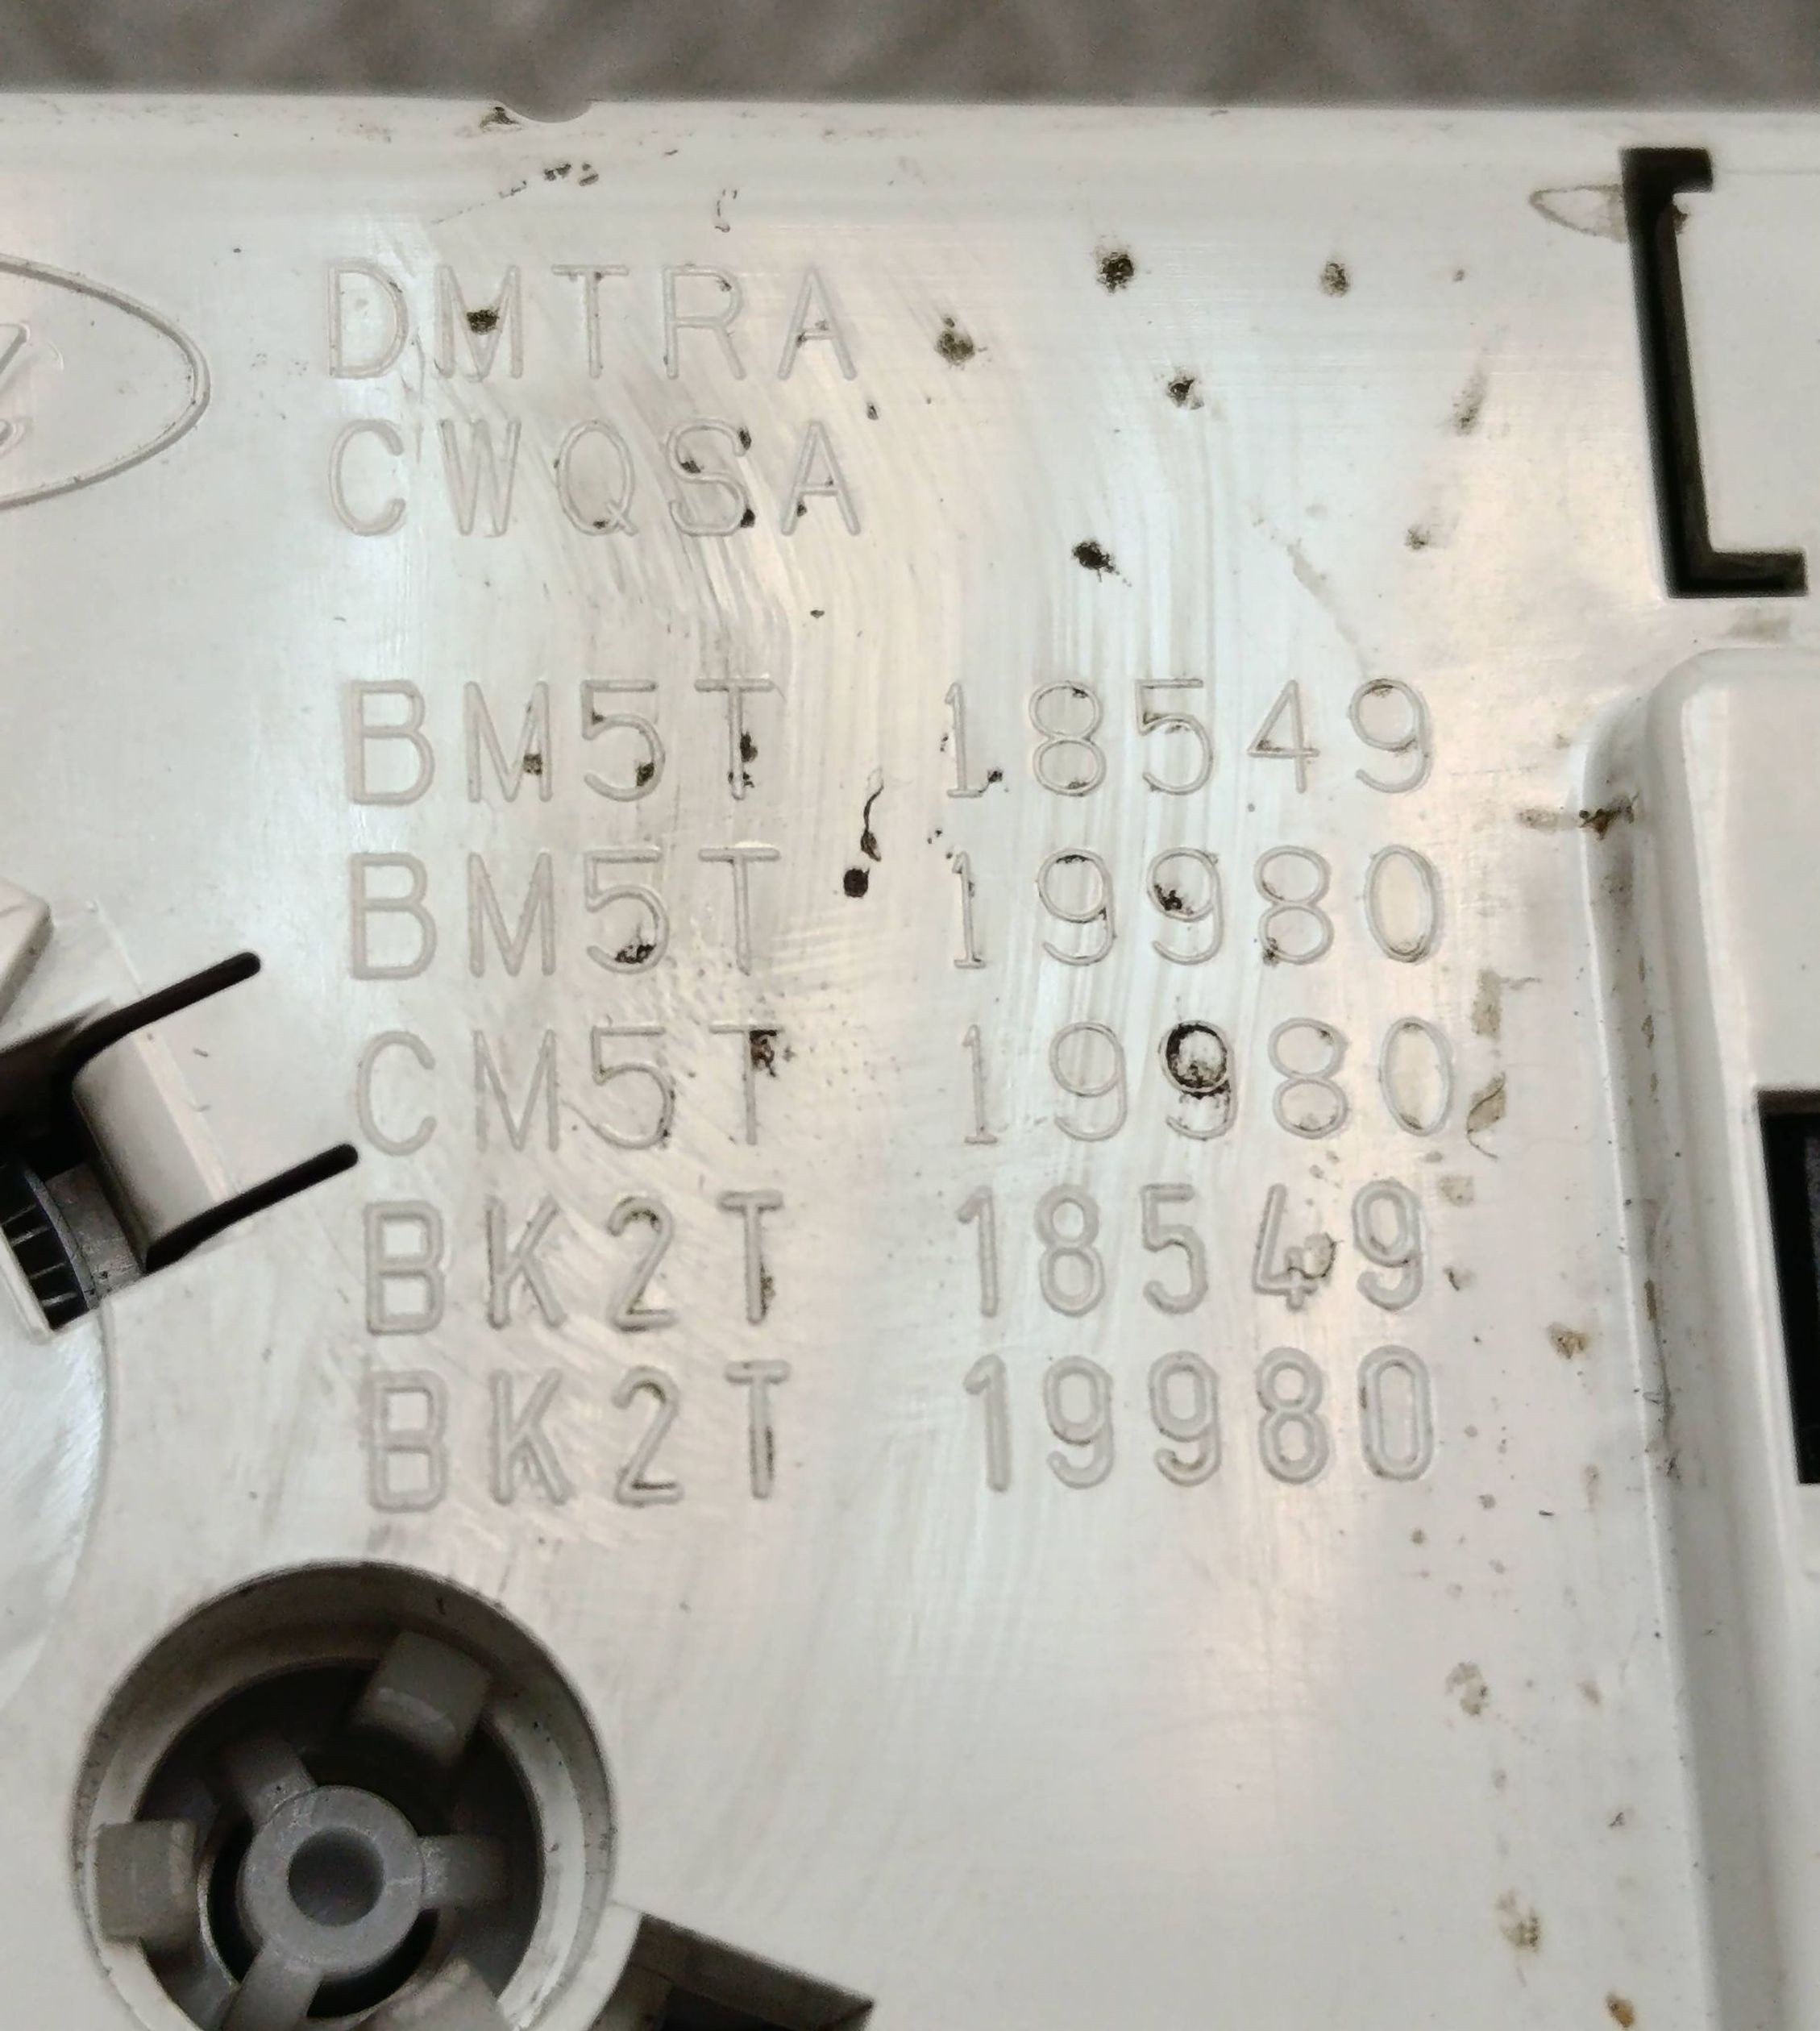 DMTRA
CWQSA
BM5T 18549
BM5T 19980
CM5T 19980
BK2T 18549
BK2T 19980